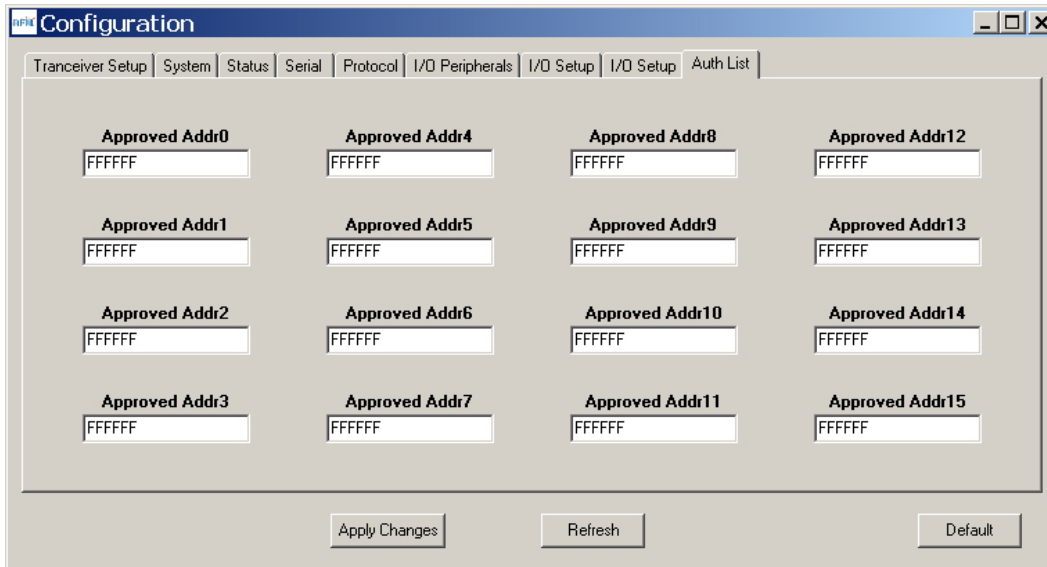 Configuration
Tranceiver Setup System Status Serial Protocol I/O Peripherals I/O Setup I/O Setup Auth List
Approved Addr0 Approved Addr4 Approved Addr8 Approved Addr12
FFFFFF FFFFFF FFFFFF FFFFFF
Approved Addr1 Approved Addr5 Approved Addr9 Approved Addr13
FFFFFF FFFFFF FFFFFF FFFFFF
Approved Addr2 Approved Addr6 Approved Addr10 Approved Addr14
FFFFFF FFFFFF FFFFFF FFFFFF
Approved Addr3 Approved Addr7 Approved Addr11 Approved Addr15
FFFFFF FFFFFF FFFFFF FFFFFF
Apply Changes Refresh Default